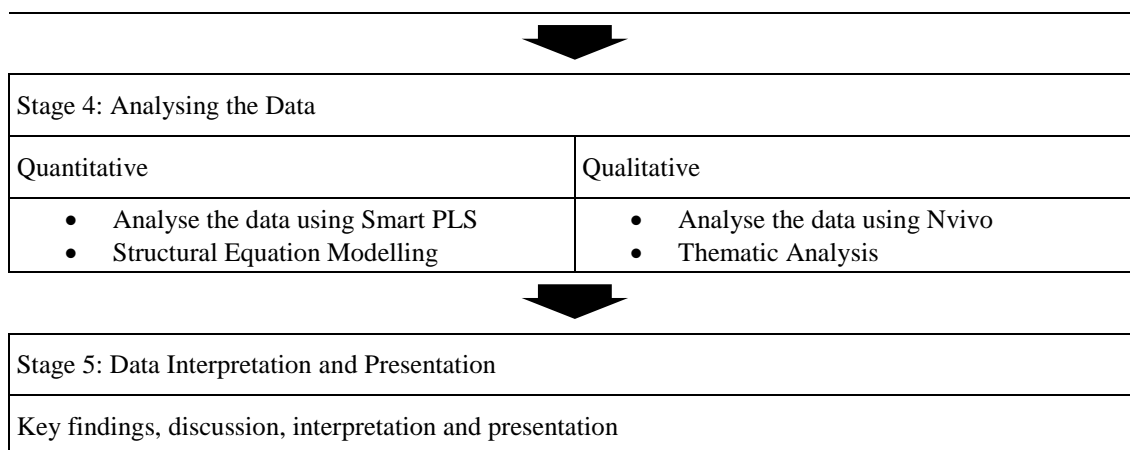 Stage 4: Analysing the Data
Quantitative
Qualitative
• Analyse the data using Smart PLS
• Structural Equation Modelling
• Analyse the data using Nvivo
• Thematic Analysis
Stage 5: Data Interpretation and Presentation
Key findings, discussion, interpretation and presentation